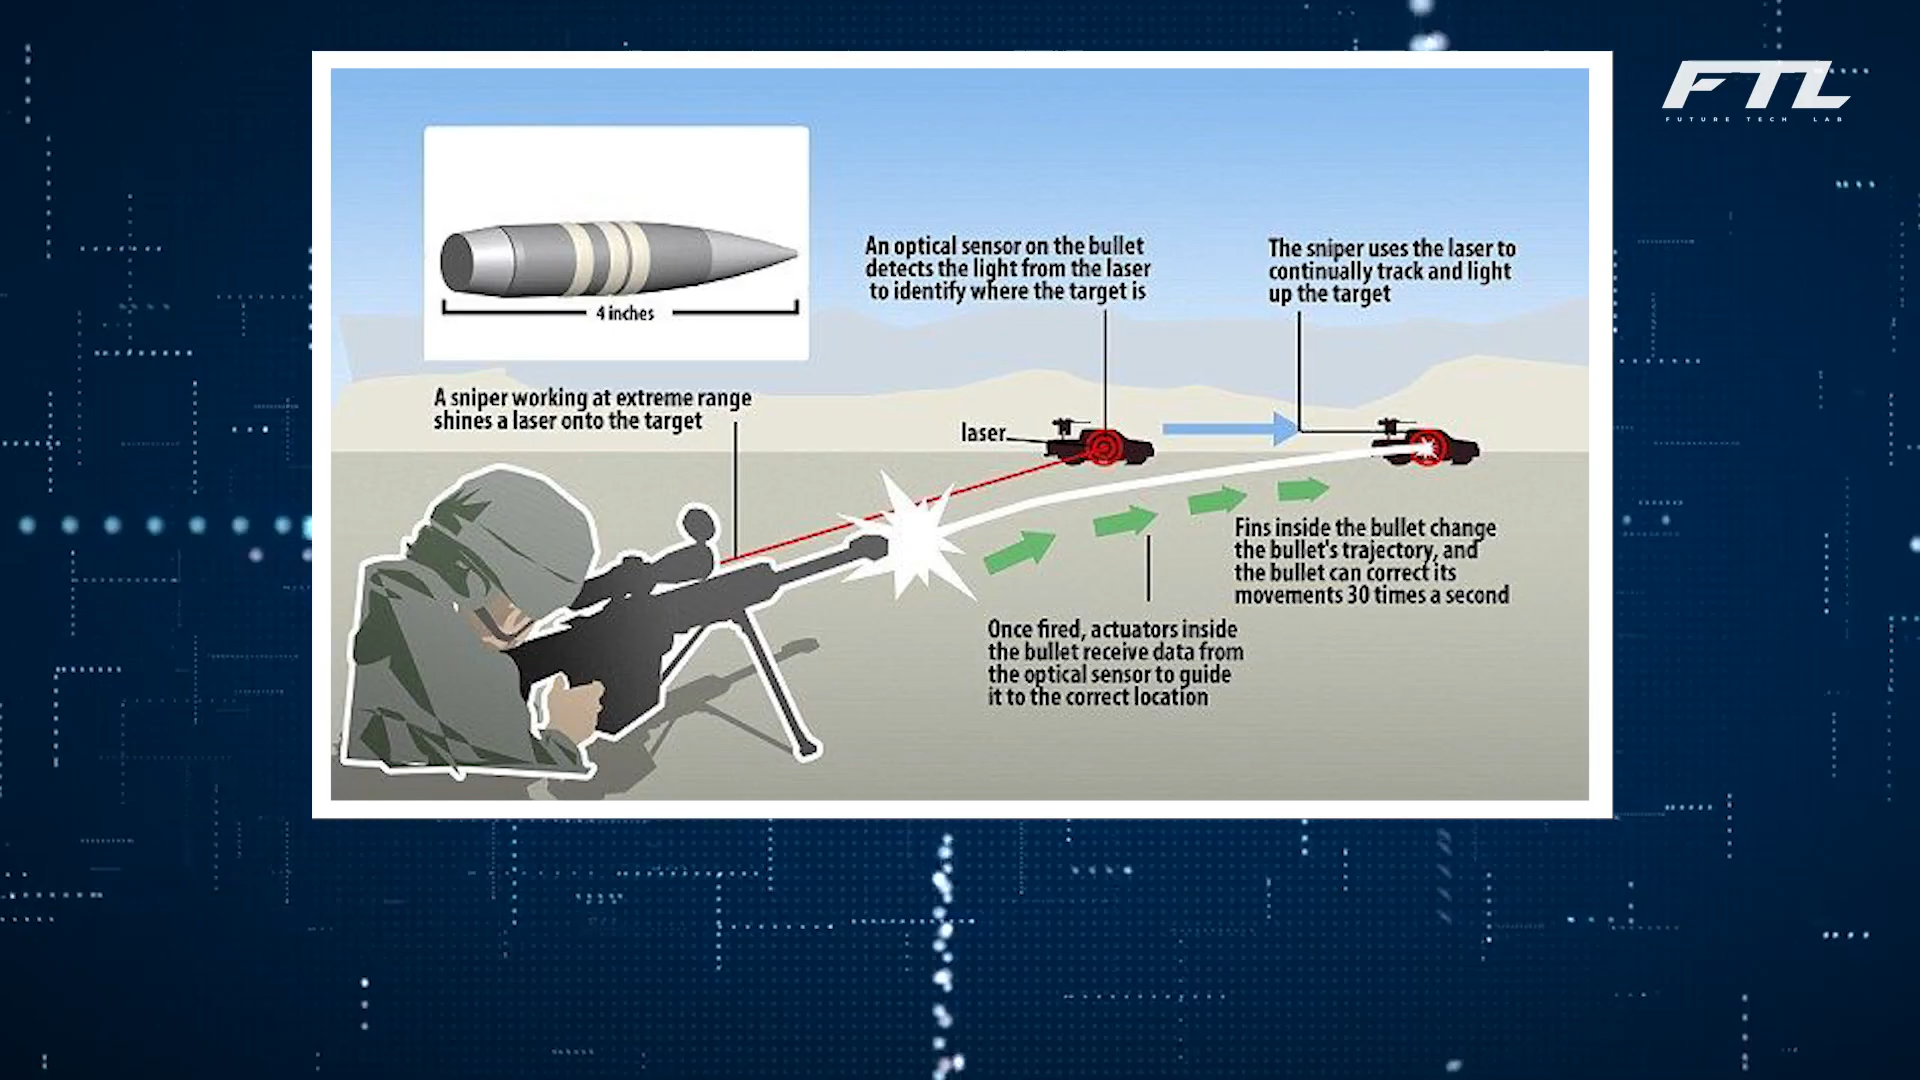 FTL
FUTURE TECH LAB
4 inches
A sniper working at extreme range
shines a laser onto the target
An optical sensor on the bullet
detects the light from the laser
to identify where the target is
The sniper uses the laser to
continually track and light
up the target
laser
Fins inside the bullet change
the bullet's trajectory, and
the bullet can correct its
movements 30 times a second
Once fired, actuators inside
the bullet receive data from
the optical sensor to guide
it to the correct location